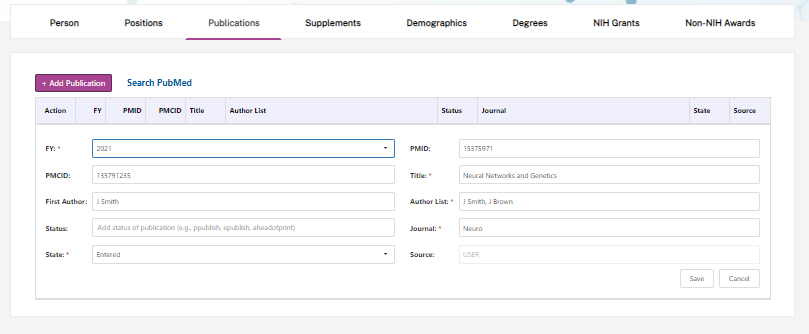 Person Positions Publications Supplements Demographics Degrees NIH Grants Non-NIH Awards
+ Add Publication Search PubMed
Action FY PMID PMCID Title Author List Status Journal State Source
FY: * 2021 PMID: 15375971
PMCID: 135791235 Title: * Neural Networks and Genetics
First Author: J Smith Author List: * J Smith, J Brown
Status: Add status of publication (e.g., ppublish, epublish, aheadofprint) Journal: * Neuro
State: * Entered Source: USER
Save Cancel